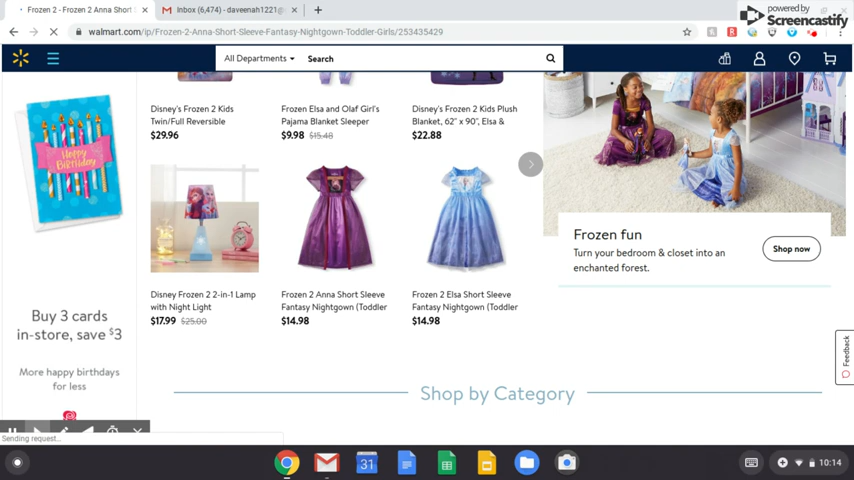 Frozen 2 - Frozen 2 Anna Short S
Inbox (6,474) - daveenah1221@
powered by
Screencastify
walmart.com/ip/Frozen-2-Anna-Short-Sleeve-Fantasy-Nightgown-Toddler-Girls/253435429
All Departments
Search
Disney's Frozen 2 Kids
Twin/Full Reversible
$29.96
Frozen Elsa and Olaf Girl's
Pajama Blanket Sleeper
$9.98 $15.48
Disney's Frozen 2 Kids Plush
Blanket, 62" x 90", Elsa &
$22.88
Happy
Birthday
Frozen fun
Turn your bedroom & closet into an
enchanted forest.
Shop now
Disney Frozen 2 2-in-1 Lamp
with Night Light
$17.99 $25.00
Frozen 2 Anna Short Sleeve
Fantasy Nightgown (Toddler
$14.98
Frozen 2 Elsa Short Sleeve
Fantasy Nightgown (Toddler
$14.98
Buy 3 cards
in-store, save $3
More happy birthdays
for less
Shop by Category
Feedback
Sending request...
31
10:14